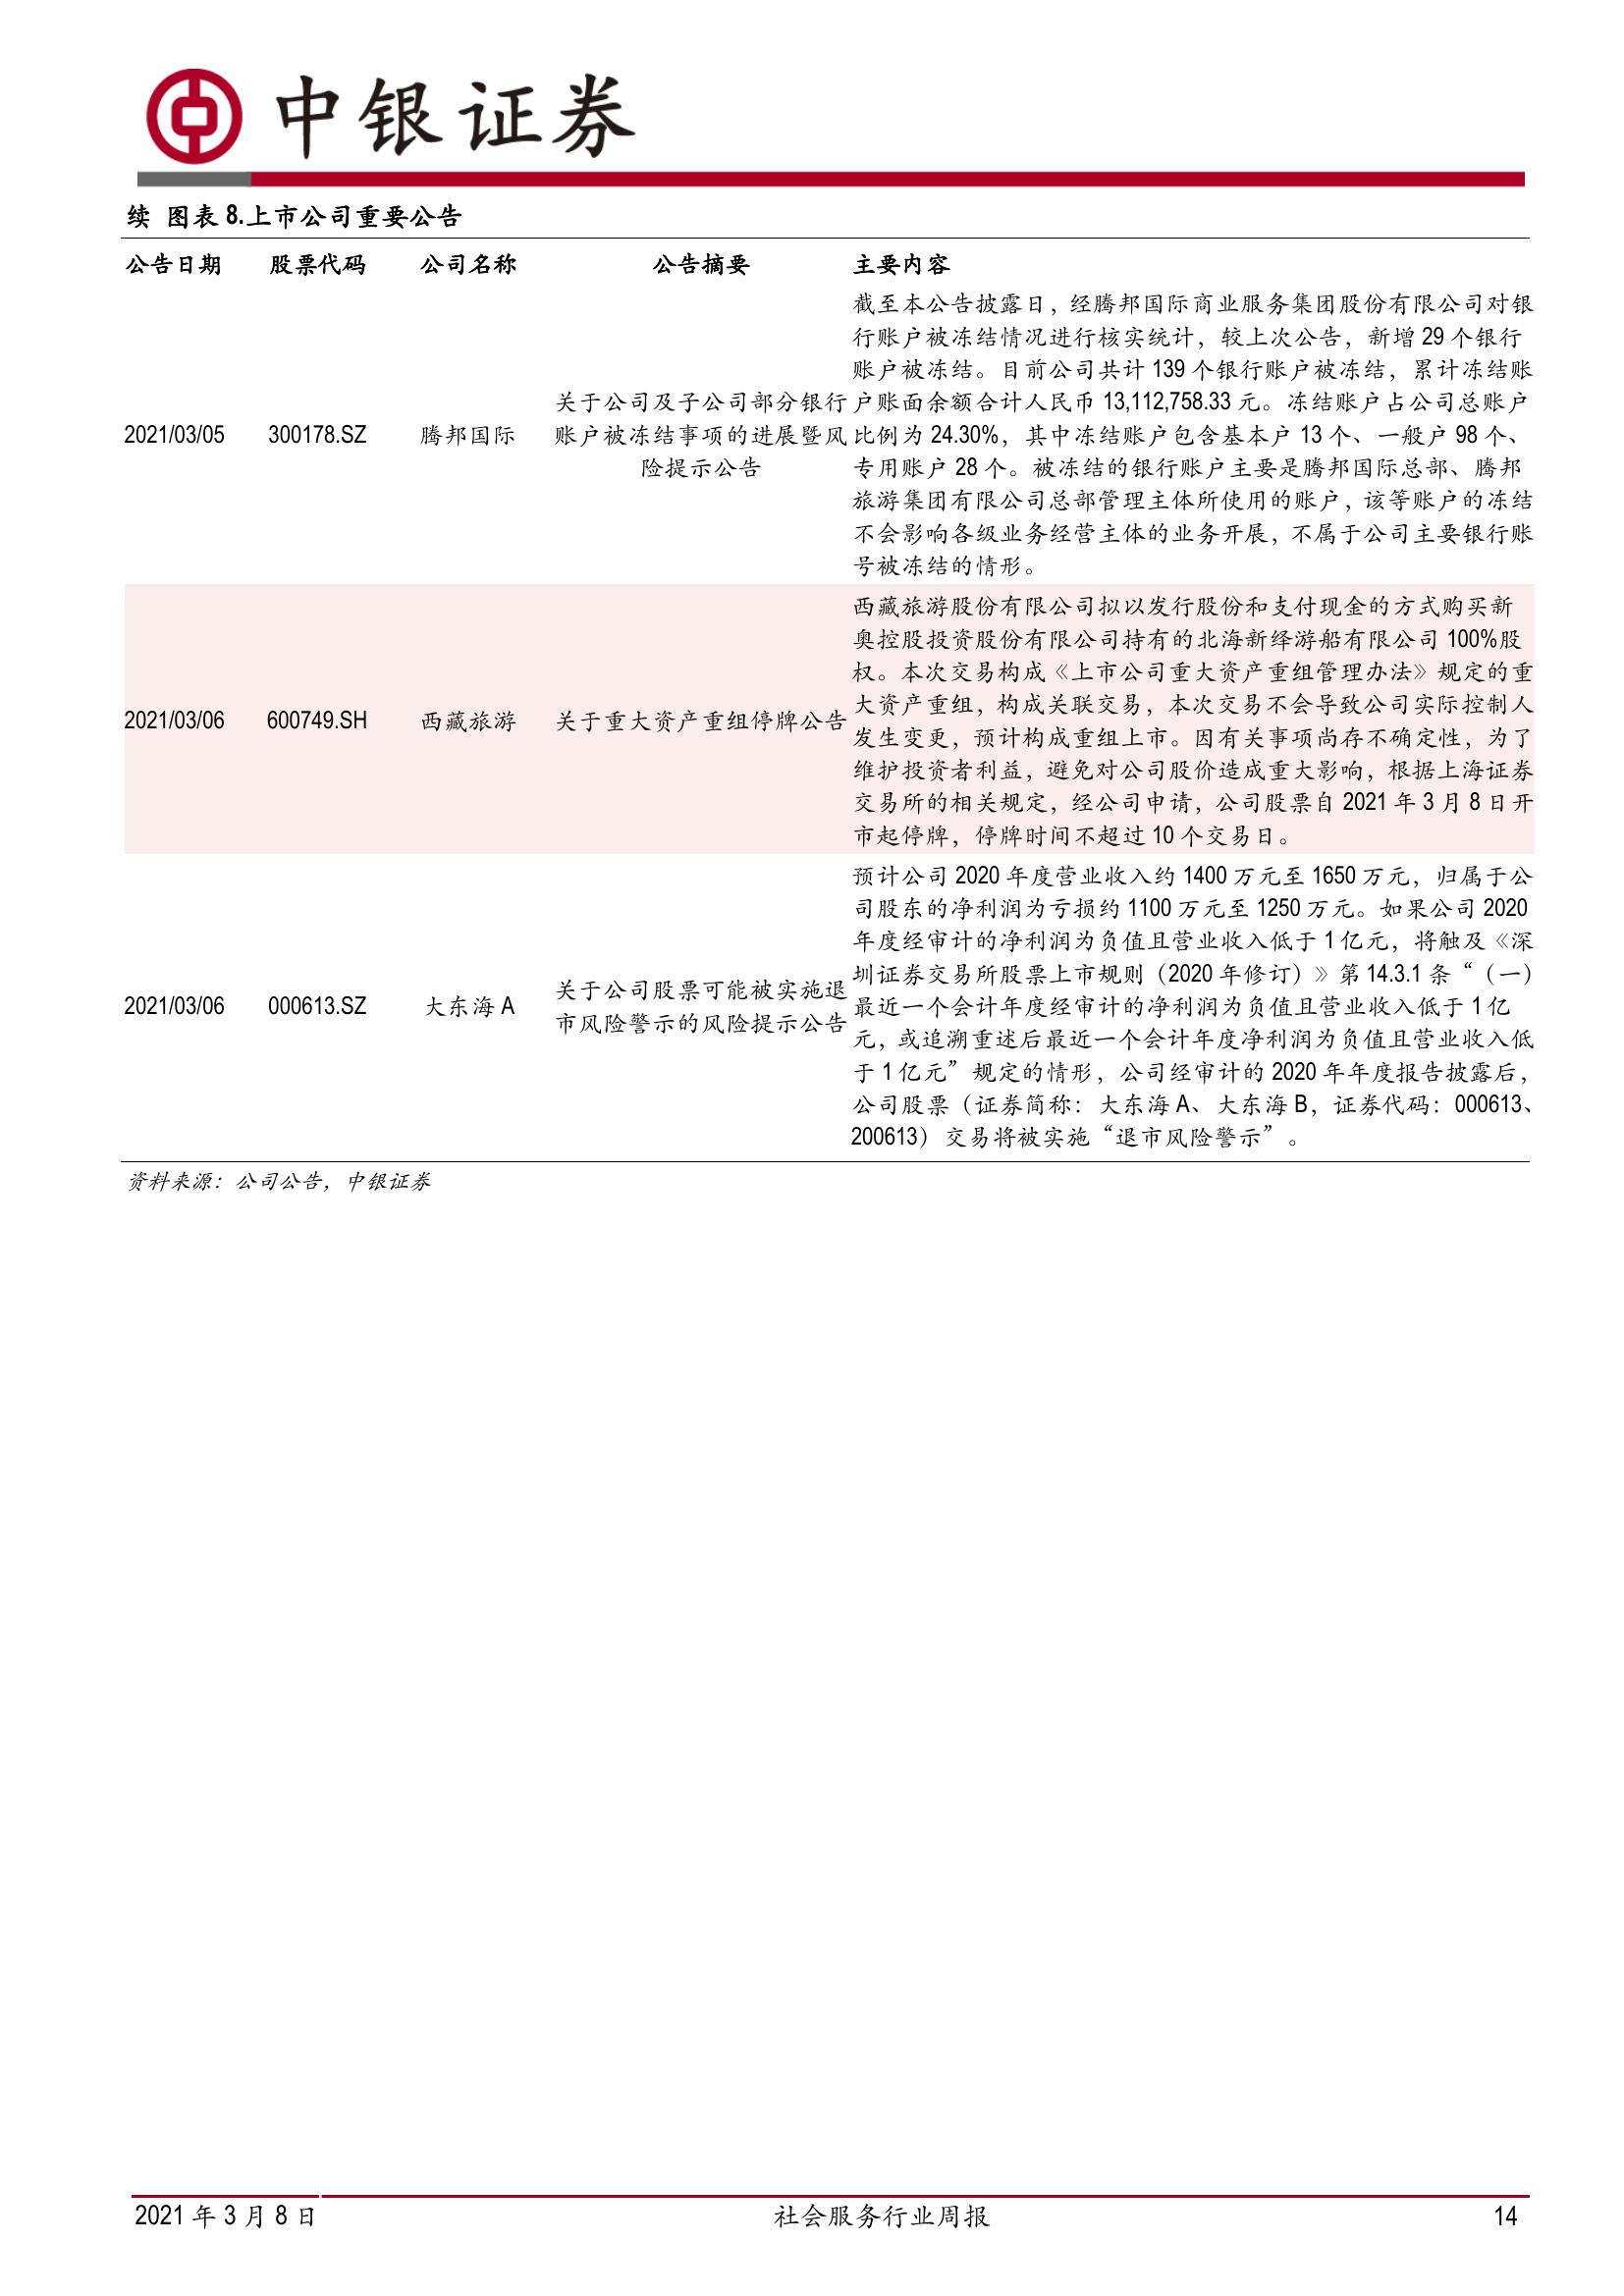 中银证券
续 图表 8.上市公司重要公告
公告日期 股票代码 公司名称 公告摘要 主要内容
2021/03/05 300178.SZ 腾邦国际
关于公司及子公司部分银行
账户被冻结事项的进展暨风
险提示公告
截至本公告披露日，经腾邦国际商业服务集团股份有限公司对银
行账户被冻结情况进行核实统计，较上次公告，新增 29 个银行
账户被冻结。目前公司共计 139 个银行账户被冻结，累计冻结账
户账面余额合计人民币 13,112,758.33 元。冻结账户占公司总账户
比例为 24.30%，其中冻结账户包含基本户 13 个、一般户 98 个、
专用账户 28 个。被冻结的银行账户主要是腾邦国际总部、腾邦
旅游集团有限公司总部管理主体所使用的账户，该等账户的冻结
不会影响各级业务经营主体的业务开展，不属于公司主要银行账
号被冻结的情形。
2021/03/06 600749.SH 西藏旅游 关于重大资产重组停牌公告
西藏旅游股份有限公司拟以发行股份和支付现金的方式购买新
奥控股投资股份有限公司持有的北海新绎游船有限公司 100%股
权。本次交易构成《上市公司重大资产重组管理办法》规定的重
大资产重组，构成关联交易，本次交易不会导致公司实际控制人
发生变更，预计构成重组上市。因有关事项尚存不确定性，为了
维护投资者利益，避免对公司股价造成重大影响，根据上海证券
交易所的相关规定，经公司申请，公司股票自 2021 年 3 月 8 日开
市起停牌，停牌时间不超过 10 个交易日。
2021/03/06 000613.SZ 大东海 A
关于公司股票可能被实施退
市风险警示的风险提示公告
预计公司 2020 年度营业收入约 1400 万元至 1650 万元，归属于公
司股东的净利润为亏损约 1100 万元至 1250 万元。如果公司 2020
年度经审计的净利润为负值且营业收入低于 1 亿元，将触及《深
圳证券交易所股票上市规则（2020 年修订）》第 14.3.1 条“（一）
最近一个会计年度经审计的净利润为负值且营业收入低于 1 亿
元，或追溯重述后最近一个会计年度净利润为负值且营业收入低
于 1 亿元”规定的情形，公司经审计的 2020 年年度报告披露后，
公司股票（证券简称：大东海 A、大东海 B，证券代码：000613、
200613）交易将被实施“退市风险警示”。
资料来源：公司公告，中银证券
2021 年 3 月 8 日 社会服务行业周报 14